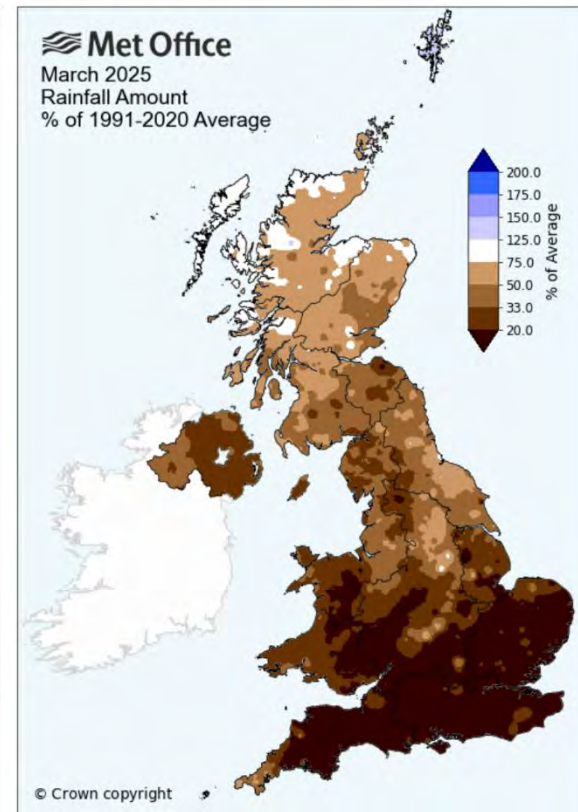 Met Office
March 2025
Rainfall Amount
% of 1991-2020 Average
200.0
175.0
150.0
125.0
75.0
50.0
33.0
20.0
% of Average
© Crown copyright